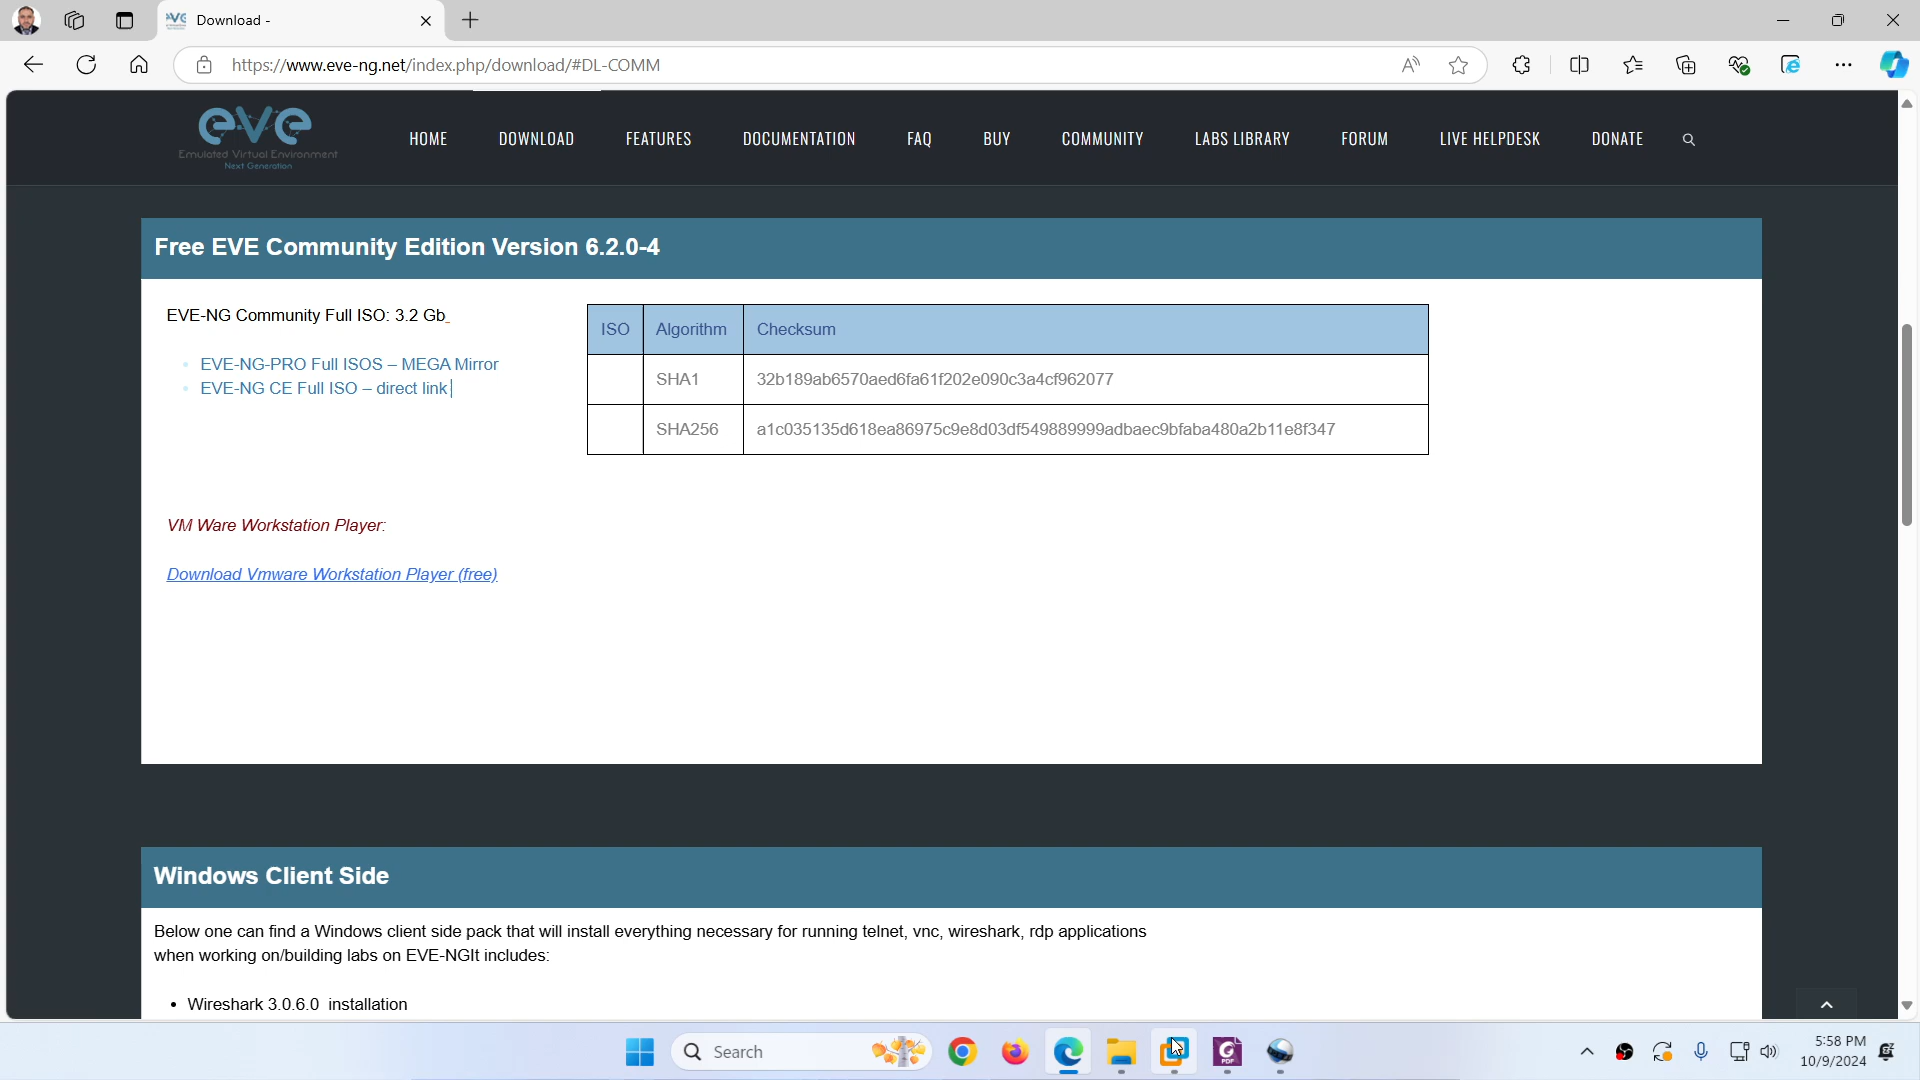 Download -
https://www.eve-ng.net/index.php/download/#DL-COMM
eve
Emulated Virtual Environment
Next Generation
HOME
DOWNLOAD
FEATURES
DOCUMENTATION
FAQ
BUY
COMMUNITY
LABS LIBRARY
FORUM
LIVE HELPDESK
DONATE
Free EVE Community Edition Version 6.2.0-4
EVE-NG Community Full ISO: 3.2 Gb
EVE-NG-PRO Full ISOS – MEGA Mirror
EVE-NG CE Full ISO – direct link
ISO Algorithm Checksum
SHA1 32b189ab6570aed6fa61f202e090c3a4cf962077
SHA256 a1c035135d618ea86975c9e8d03df549889999adbaec9bfaba480a2b11e8f347
VM Ware Workstation Player:
Download Vmware Workstation Player (free)
Windows Client Side
Below one can find a Windows client side pack that will install everything necessary for running telnet, vnc, wireshark, rdp applications
when working on/building labs on EVE-NGIt includes:
• Wireshark 3.0.6.0 installation
Search
5:58 PM
10/9/2024